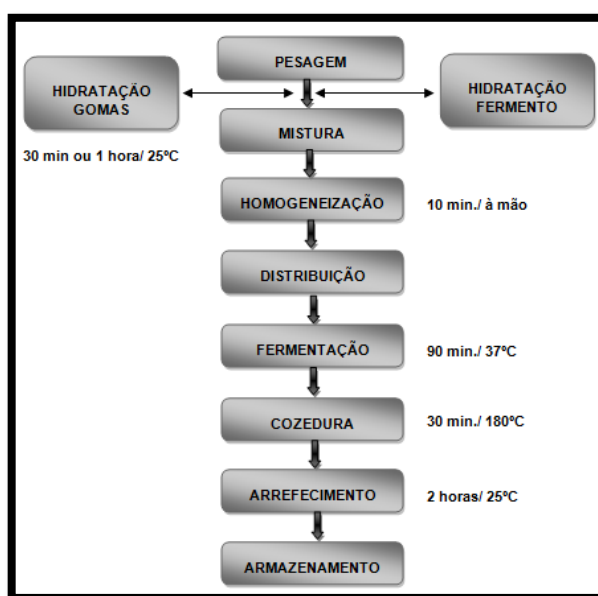 PESAGEM
HIDRATAÇÃO
GOMAS
HIDRATAÇÃO
FERMENTO
30 min ou 1 hora/ 25ºC
MISTURA
HOMOGENEIZAÇÃO
10 min./ à mão
DISTRIBUIÇÃO
FERMENTAÇÃO
90 min./ 37ºC
COZEDURA
30 min./ 180ºC
ARREFECIMENTO
2 horas/ 25ºC
ARMAZENAMENTO